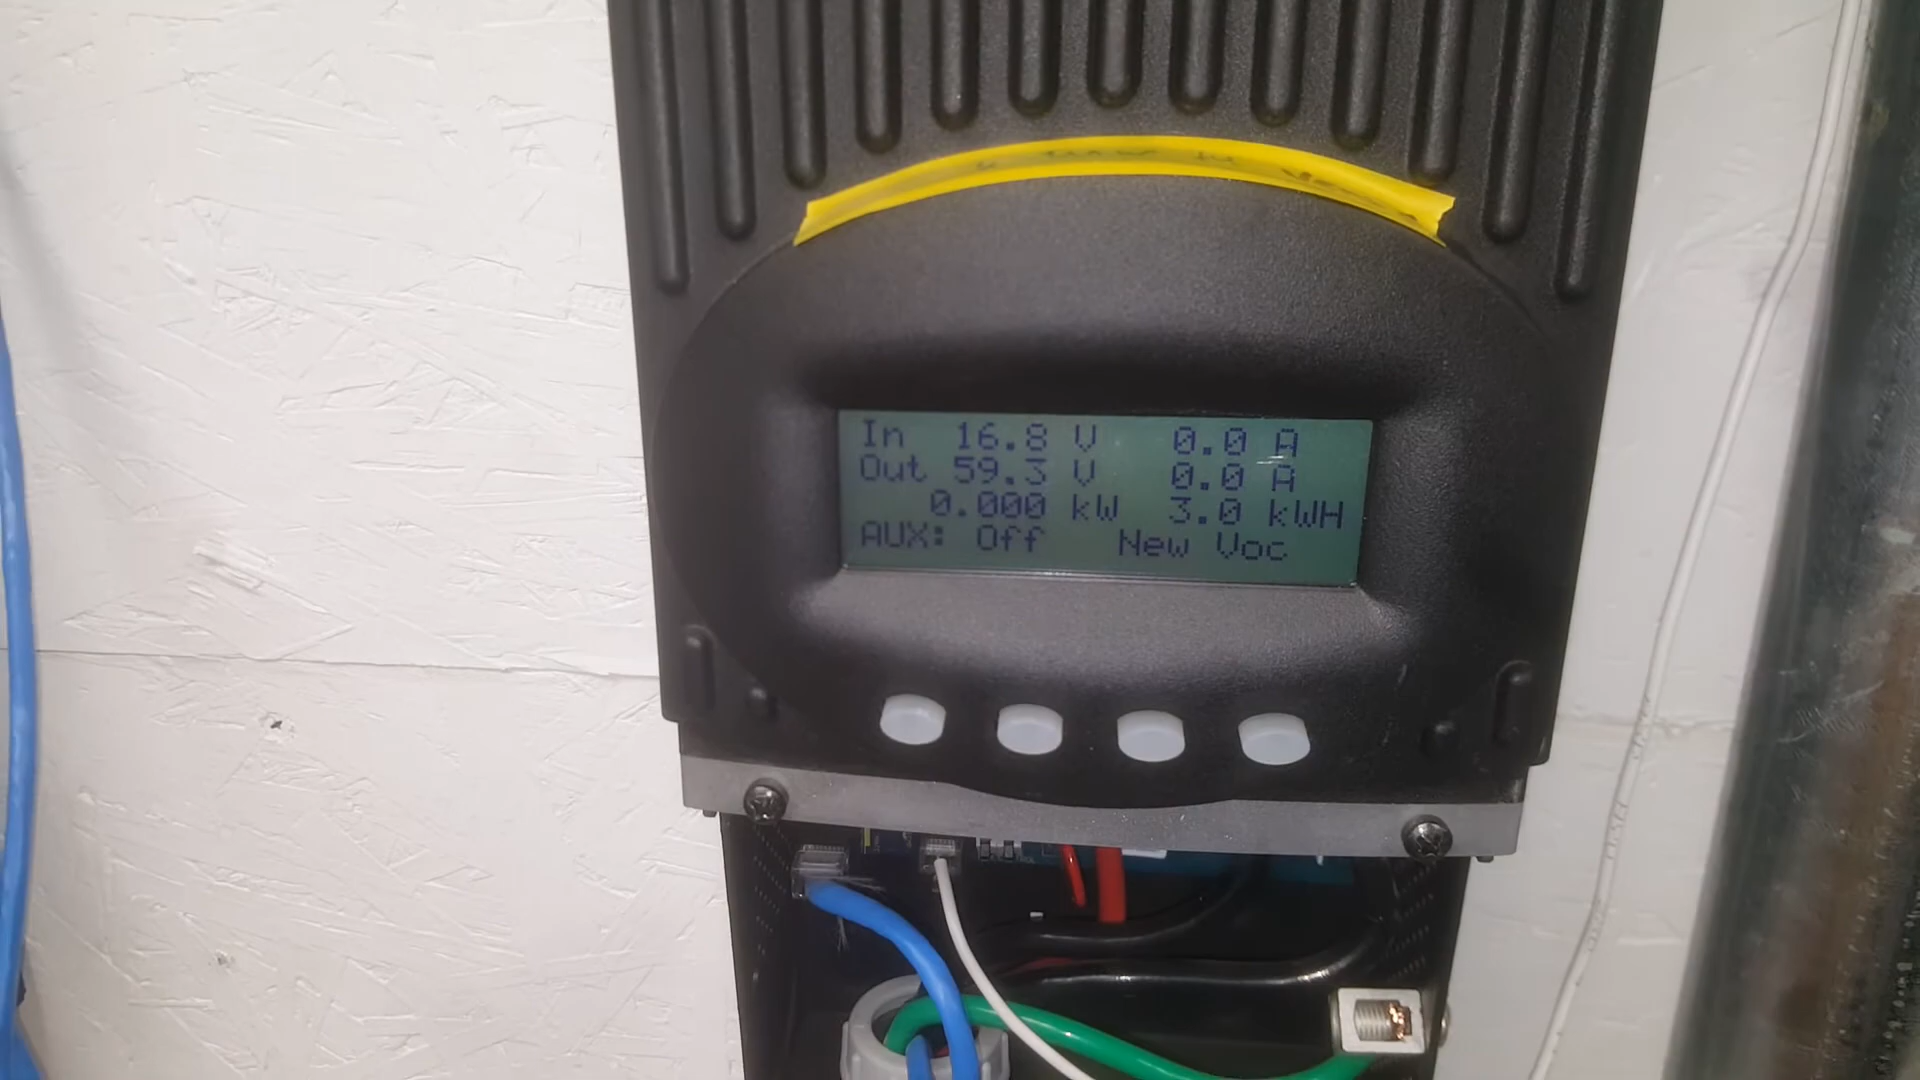 In 16.8 V 0.0 A
Out 59.3 V 0.0 A
0.000 kW 3.0 kWH
AUX: Off New Voc